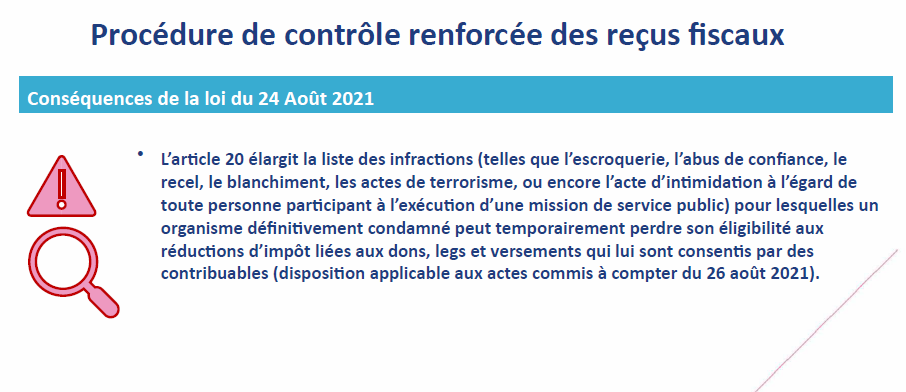 Procédure de contrôle renforcée des reçus fiscaux
Conséquences de la loi du 24 Août 2021
• L’article 20 élargit la liste des infractions (telles que l’escroquerie, l’abus de confiance, le
recel, le blanchiment, les actes de terrorisme, ou encore l’acte d’intimidation à l’égard de
toute personne participant à l’exécution d’une mission de service public) pour lesquelles un
organisme définitivement condamné peut temporairement perdre son éligibilité aux
réductions d’impôt liées aux dons, legs et versements qui lui sont consentis par des
contribuables (disposition applicable aux actes commis à compter du 26 août 2021).